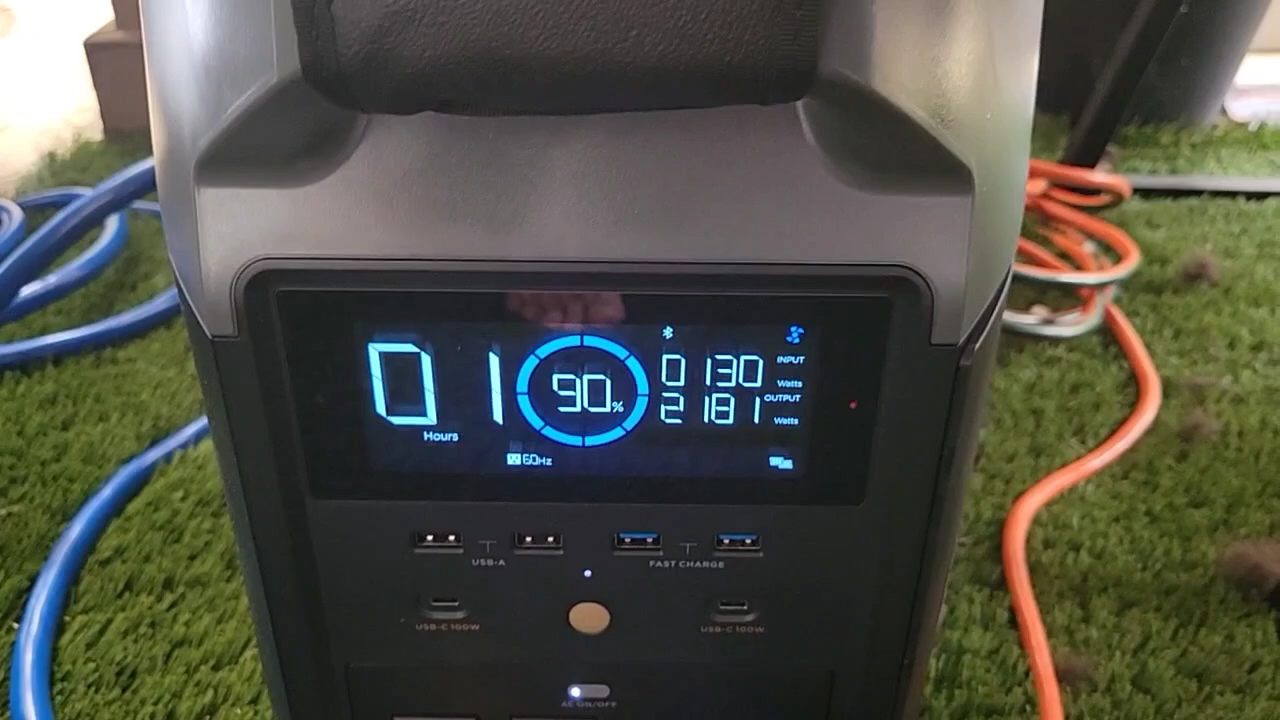 01
Hours
90%
0130
INPUT
Watts
2181
OUTPUT
Watts
60Hz
USB-A
FAST CHARGE
USB-C 100W
USB-C 100W
AC ON/OFF